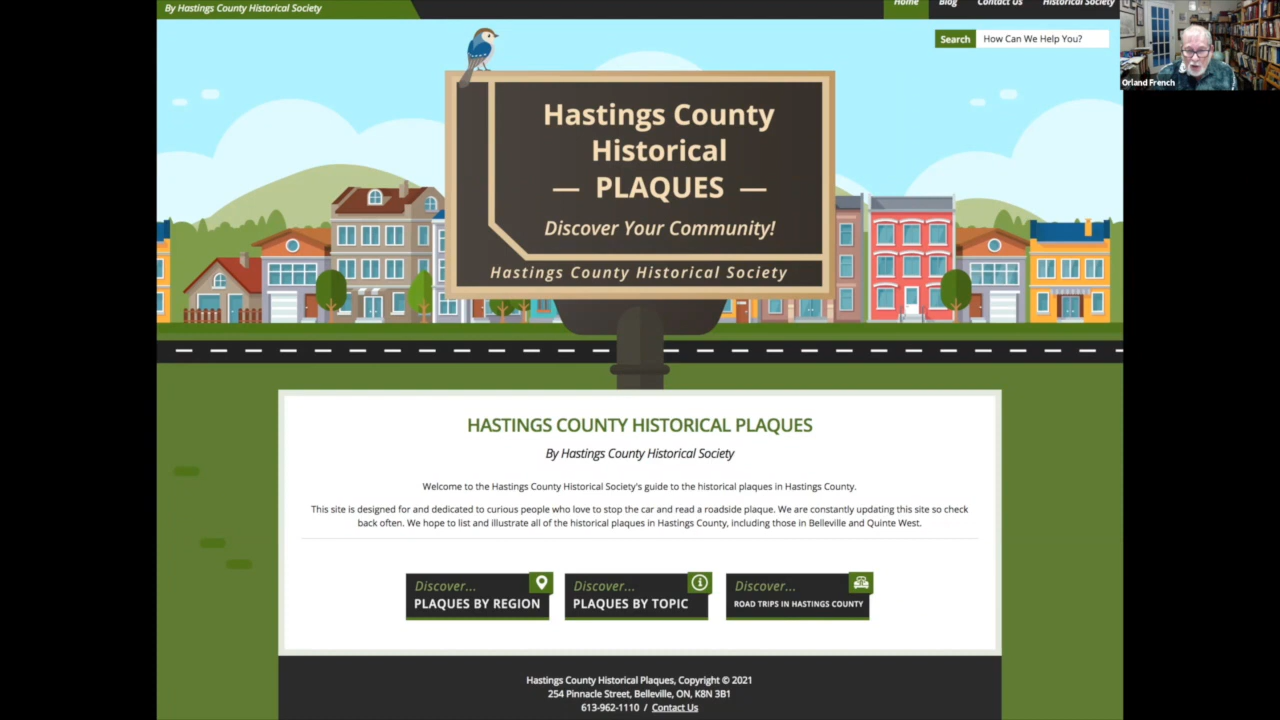 By Hastings County Historical Society
Home Blog Contact Us Historical Society
Search How Can We Help You?
Orland French
Hastings County
Historical
— PLAQUES —
Discover Your Community!
Hastings County Historical Society
HASTINGS COUNTY HISTORICAL PLAQUES
By Hastings County Historical Society
Welcome to the Hastings County Historical Society's guide to the historical plaques in Hastings County.
This site is designed for and dedicated to curious people who love to stop the car and read a roadside plaque. We are constantly updating this site so check
back often. We hope to list and illustrate all of the historical plaques in Hastings County, including those in Belleville and Quinte West.
Discover...
PLAQUES BY REGION
Discover...
PLAQUES BY TOPIC
Discover...
ROAD TRIPS IN HASTINGS COUNTY
Hastings County Historical Plaques, Copyright © 2021
254 Pinnacle Street, Belleville, ON, K8N 3B1
613-962-1110 / Contact Us